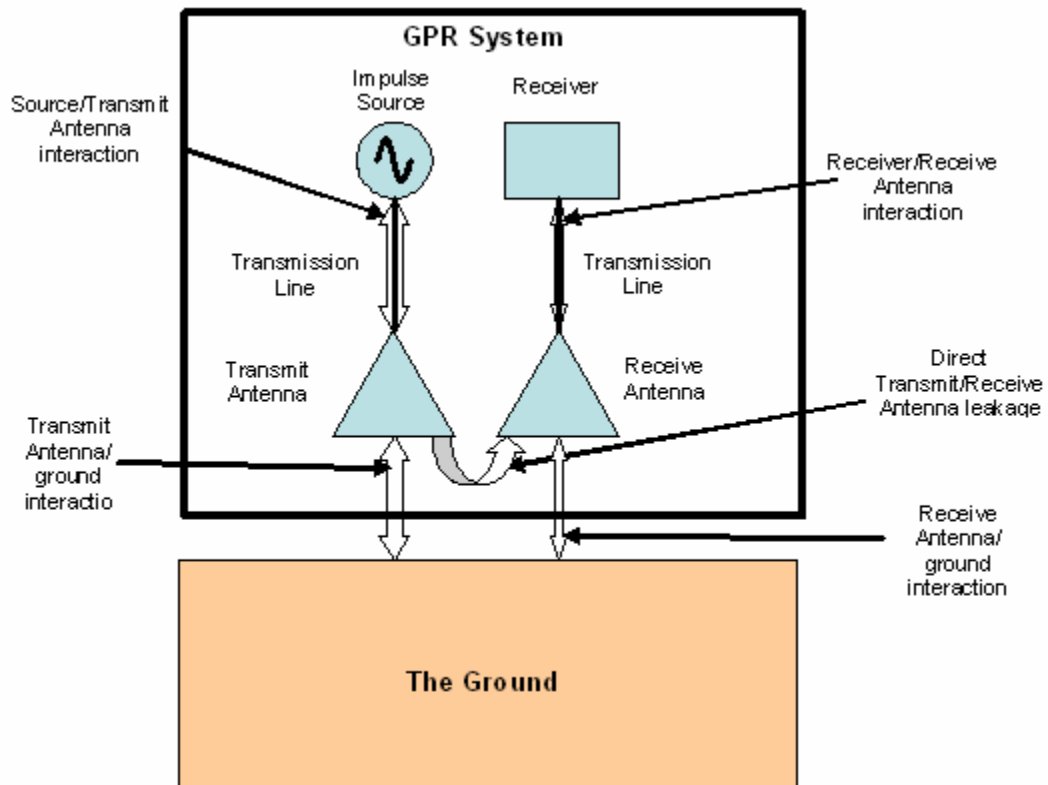 GPR System
Impulse
Source
Receiver
Source/Transmit
Antenna
interaction
Receiver/Receive
Antenna
interaction
Transmission
Line
Transmission
Line
Transmit
Antenna
Receive
Antenna
Direct
Transmit/Receive
Antenna leakage
Transmit
Antenna/
ground
interactio
Receive
Antenna/
ground
interaction
The Ground